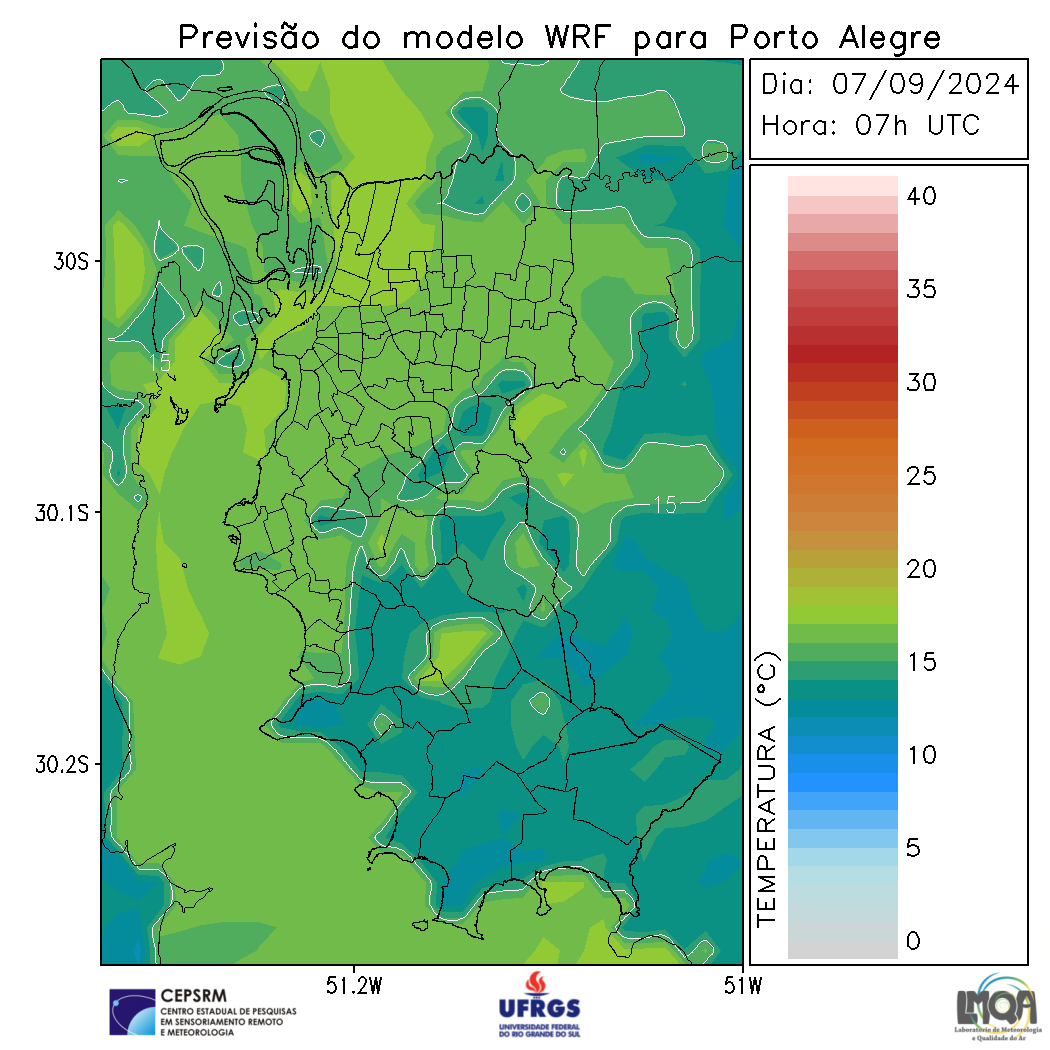 Previsão do modelo WRF para Porto Alegre
Dia: 07/09/2024
Hora: 07h UTC
40
35
30
25
20
15
10
5
0
TEMPERATURA (°C)
30S
30.1S
30.2S
15
15
51.2W
51W
CEPSRM
CENTRO ESTADUAL DE PESQUISAS
EM SENSORIAMENTO REMOTO
E METEOROLOGIA
UFRGS
UNIVERSIDADE FEDERAL
DO RIO GRANDE DO SUL
LMQA
Laboratório de Meteorologia
e Qualidade do Ar